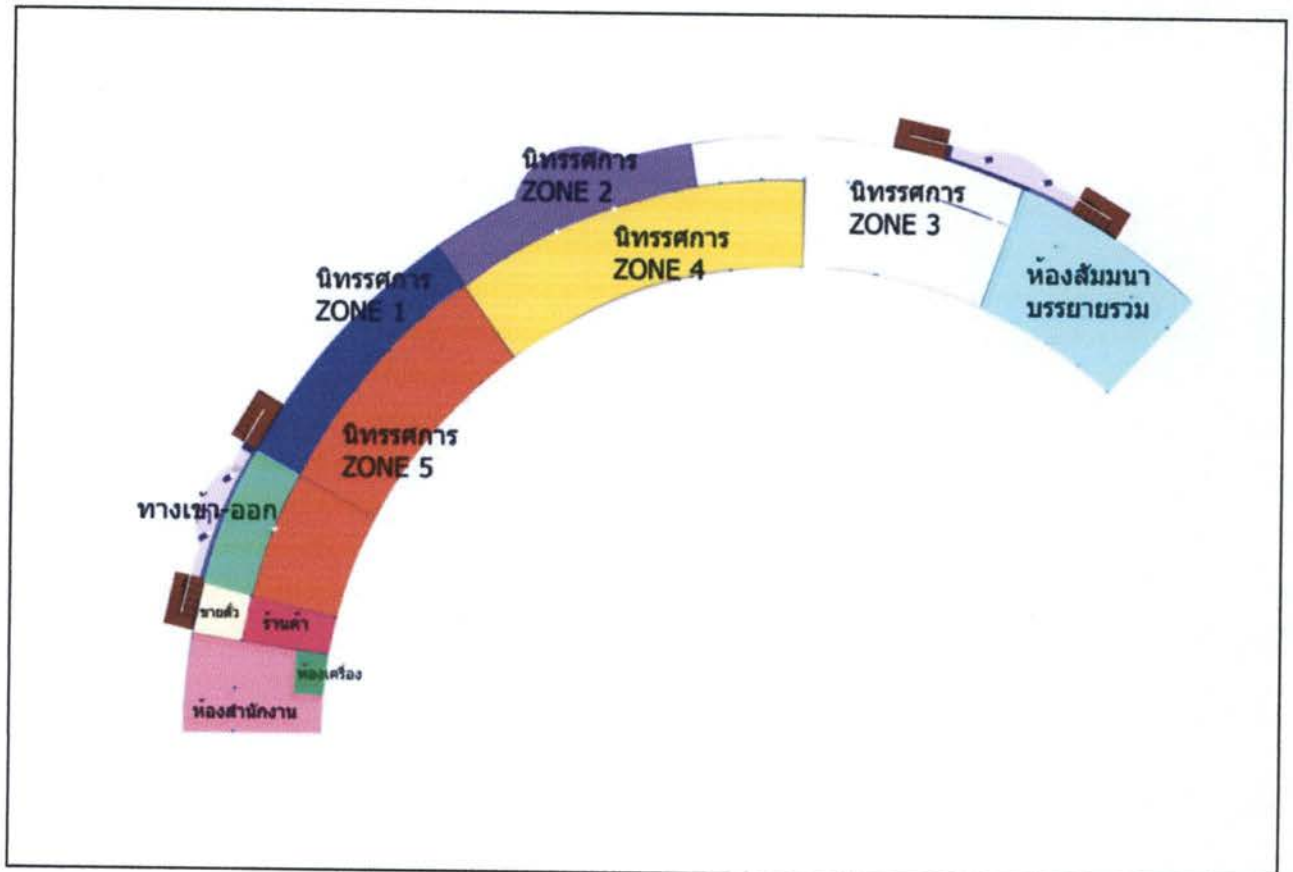 นิทรรศการ
ZONE 2
นิทรรศการ
ZONE 3
นิทรรศการ
ZONE 4
นิทรรศการ
ZONE 1
ห้องสัมมนา
บรรยายรวม
นิทรรศการ
ZONE 5
ทางเข้า-ออก
ขายตั๋ว
ร้านค้า
ห้องเครื่อง
ห้องสำนักงาน